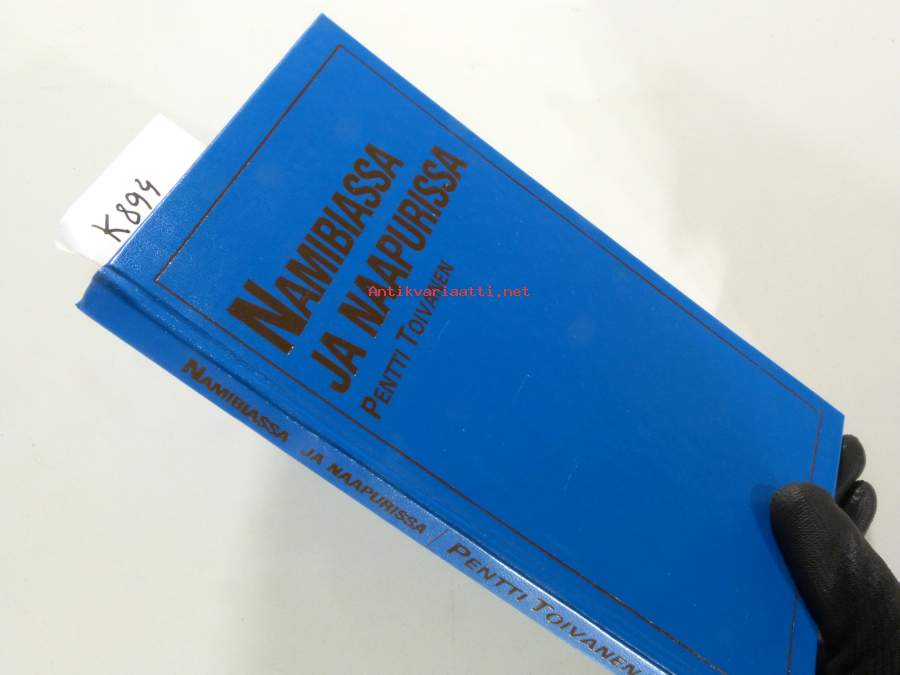 K894
NAMIBIASSA
JA NAAPURISSA
PENTTI TOIVANEN
Antikvariaatti.net
NAMIBIASSA JA NAAPURISSA / PENTTI TOIVANEN